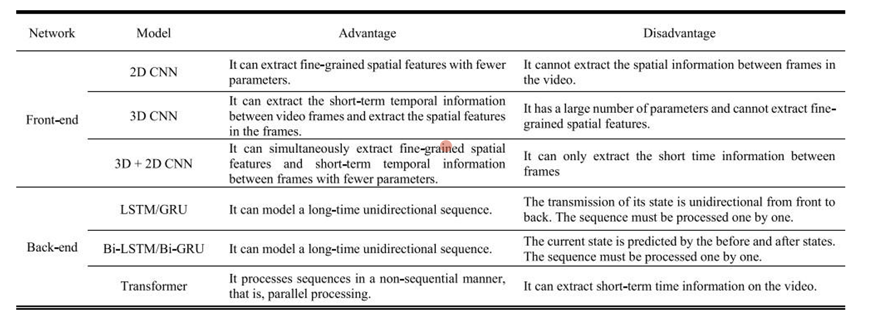 Network Model Advantage Disadvantage
2D CNN It can extract fine-grained spatial features with fewer parameters. It cannot extract the spatial information between frames in the video.
Front-end 3D CNN It can extract the short-term temporal information between video frames and extract the spatial features in the frames. It has a large number of parameters and cannot extract fine-grained spatial features.
3D + 2D CNN It can simultaneously extract fine-grained spatial features and short-term temporal information between frames with fewer parameters. It can only extract the short time information between frames
LSTM/GRU It can model a long-time unidirectional sequence. The transmission of its state is unidirectional from front to back. The sequence must be processed one by one.
Back-end Bi-LSTM/Bi-GRU It can model a long-time unidirectional sequence. The current state is predicted by the before and after states. The sequence must be processed one by one.
Transformer It processes sequences in a non-sequential manner, that is, parallel processing. It can extract short-term time information on the video.